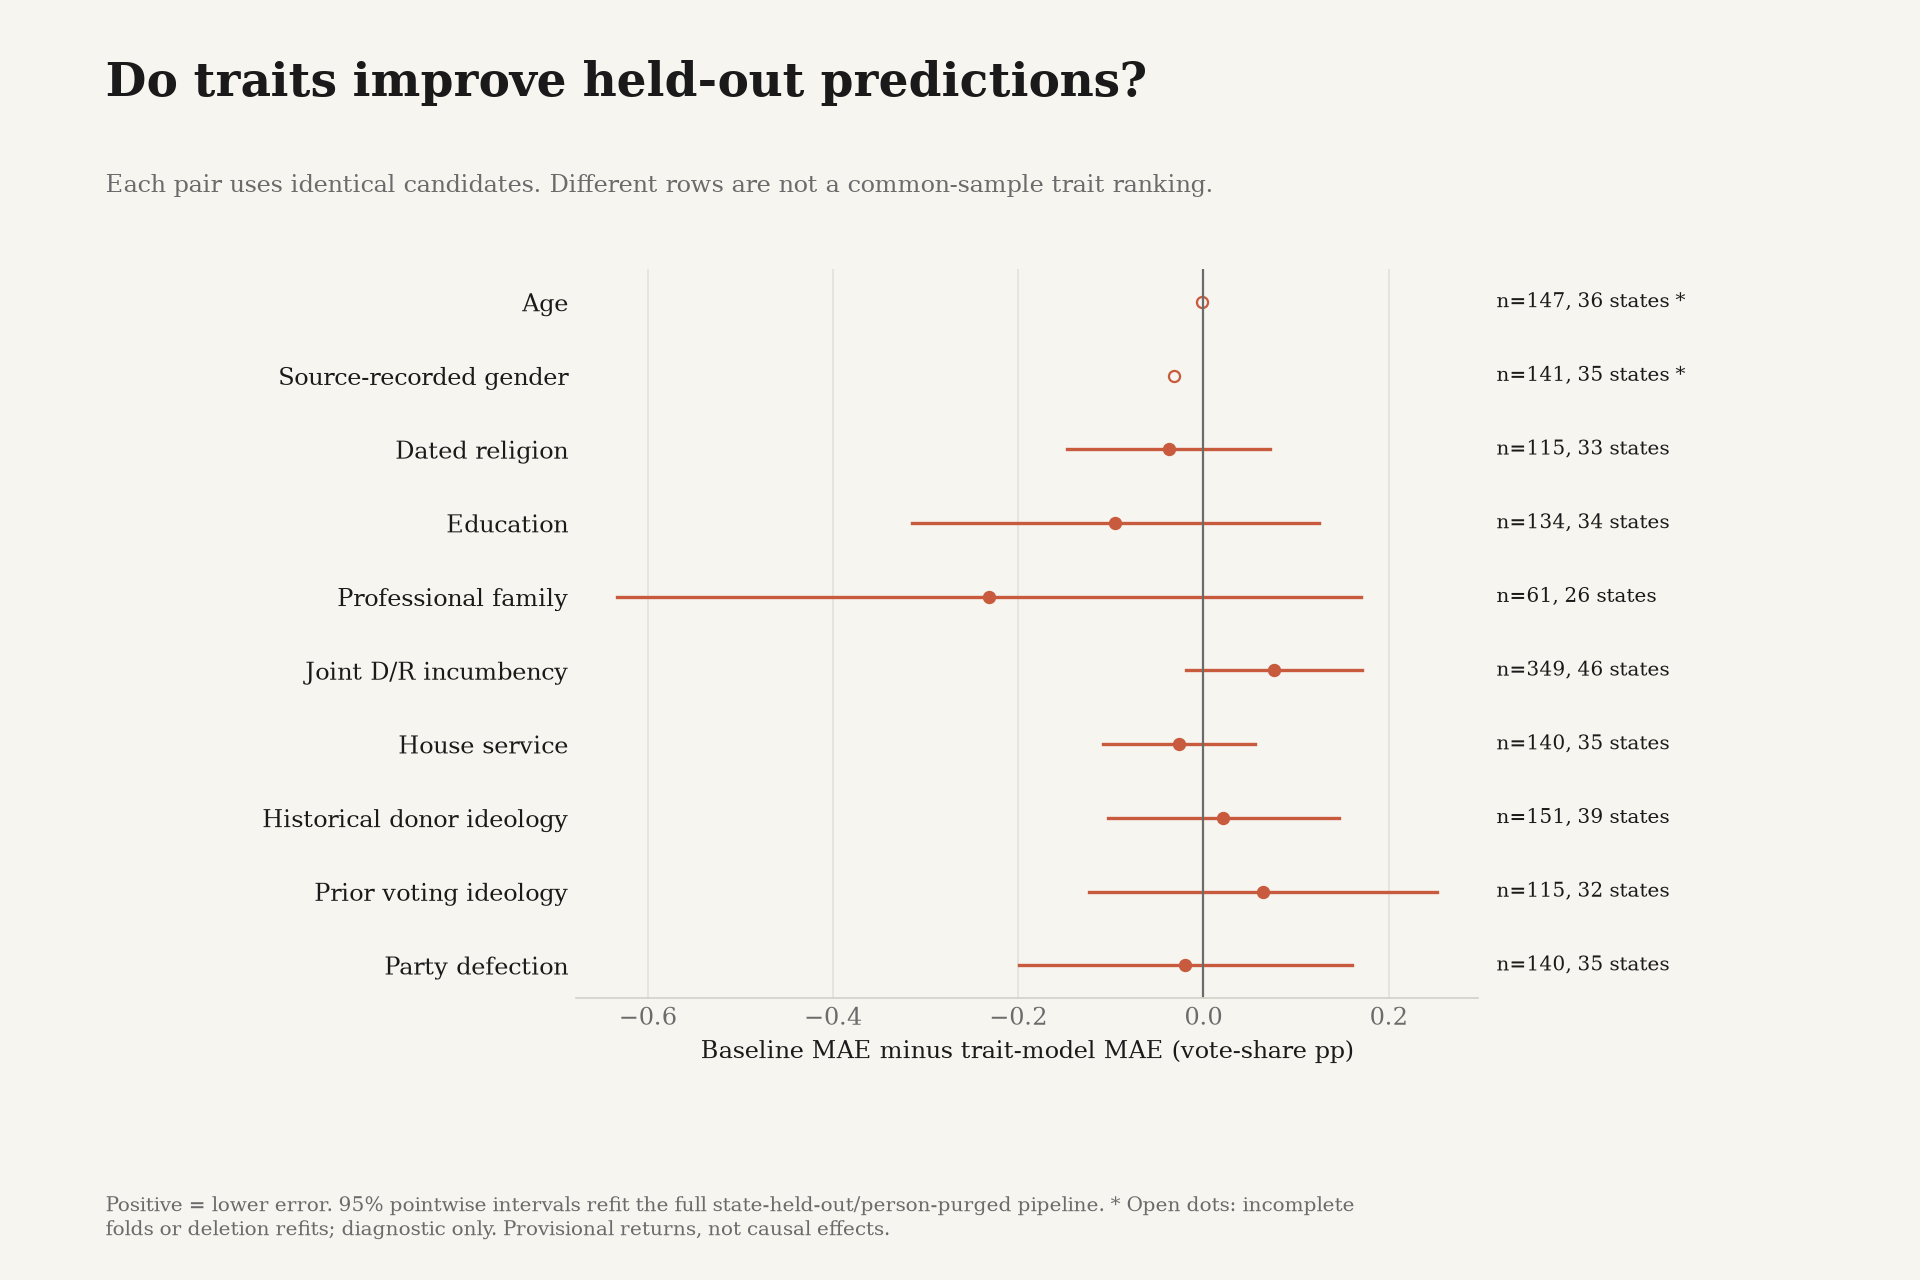 Do traits improve held-out predictions?
Each pair uses identical candidates. Different rows are not a common-sample trait ranking.
Age n=147, 36 states *
Source-recorded gender n=141, 35 states *
Dated religion n=115, 33 states
Education n=134, 34 states
Professional family n=61, 26 states
Joint D/R incumbency n=349, 46 states
House service n=140, 35 states
Historical donor ideology n=151, 39 states
Prior voting ideology n=115, 32 states
Party defection n=140, 35 states
−0.6 −0.4 −0.2 0.0 0.2
Baseline MAE minus trait-model MAE (vote-share pp)
Positive = lower error. 95% pointwise intervals refit the full state-held-out/person-purged pipeline. * Open dots: incomplete
folds or deletion refits; diagnostic only. Provisional returns, not causal effects.